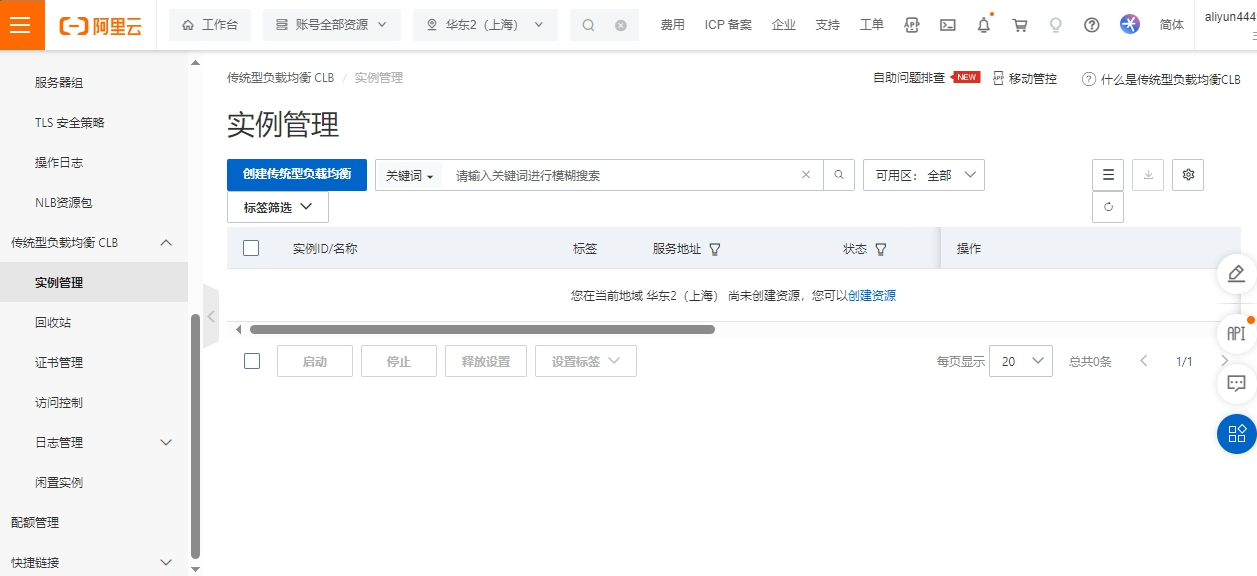 阿里云 工作台 账号全部资源 华东2（上海） 费用 ICP 备案 企业 支持 工单 简体 aliyun444
服务器组
TLS 安全策略
操作日志
NLB资源包
传统型负载均衡 CLB
实例管理
回收站
证书管理
访问控制
日志管理
闲置实例
配额管理
快捷链接
传统型负载均衡 CLB / 实例管理
自助问题排查 NEW 移动管控 什么是传统型负载均衡CLB
实例管理
创建传统型负载均衡 关键词 请输入关键词进行模糊搜索 可用区： 全部
标签筛选
实例ID/名称 标签 服务地址 状态 操作
您在当前地域 华东2（上海） 尚未创建资源，您可以创建资源
启动 停止 释放设置 设置标签 每页显示 20 总共0条 1/1
API